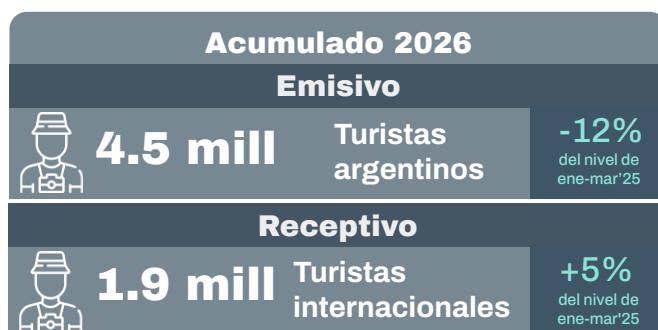 Acumulado 2026
Emisivo
4.5 mill
Turistas
argentinos
-12%
del nivel de
ene-mar’25
Receptivo
1.9 mill
Turistas
internacionales
+5%
del nivel de
ene-mar'25